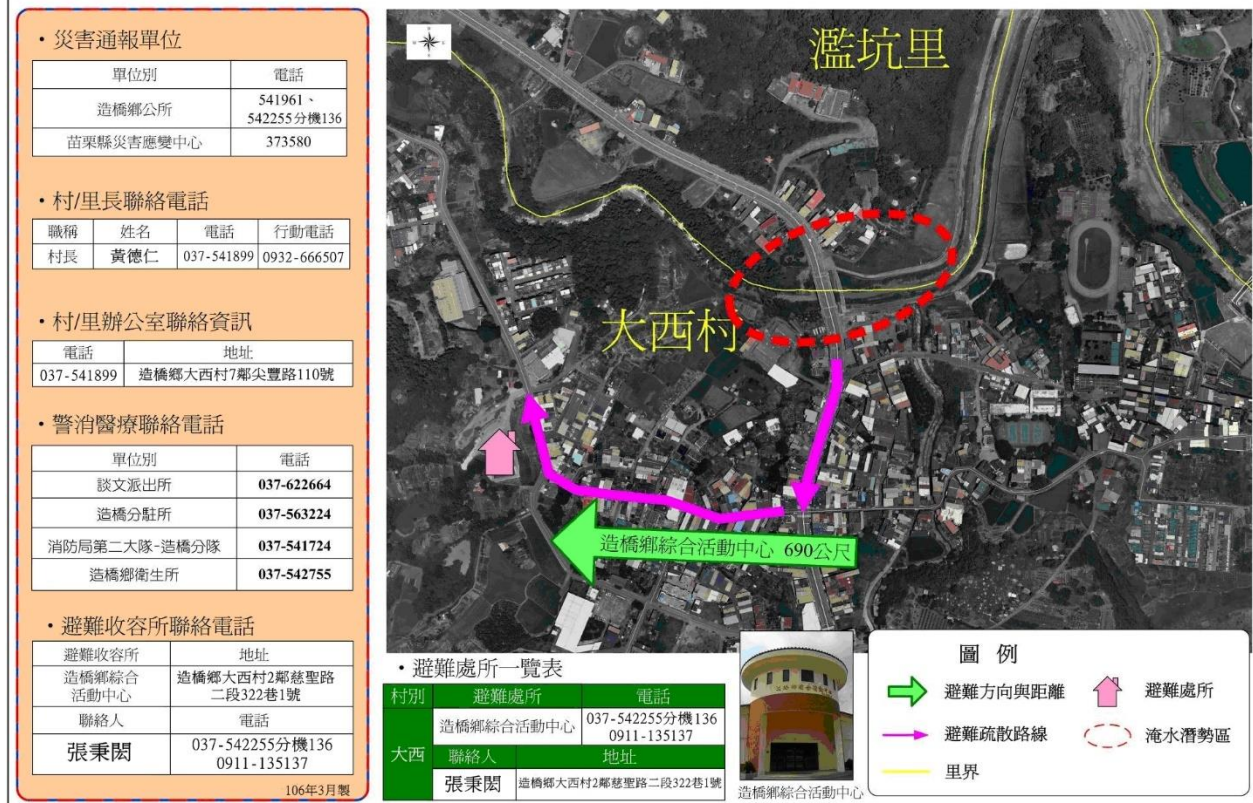 ・災害通報單位
單位別 電話
造橋鄉公所 541961、
542255分機136
苗栗縣災害應變中心 373580
・村/里長聯絡電話
職稱 姓名 電話 行動電話
村長 黃德仁 037-541899 0932-666507
・村/里辦公室聯絡資訊
電話 地址
037-541899 造橋鄉大西村7鄰尖豐路110號
・警消醫療聯絡電話
單位別 電話
談文派出所 037-622664
造橋分駐所 037-563224
消防局第二大隊-造橋分隊 037-541724
造橋鄉衛生所 037-542755
・避難收容所聯絡電話
避難收容所 地址
造橋鄉綜合
活動中心
造橋鄉大西村2鄰慈聖路
二段322巷1號
聯絡人 電話
張秉閎 037-542255分機136
0911-135137
106年3月製
濫坑里
大西村
造橋鄉綜合活動中心 690公尺
・避難處所一覽表
村別 避難處所 電話
大西 造橋鄉綜合活動中心 037-542255分機136
0911-135137
聯絡人 地址
張秉閎 造橋鄉大西村2鄰慈聖路二段322巷1號
造橋鄉綜合活動中心
圖 例
避難方向與距離 避難處所
避難疏散路線 淹水潛勢區
里界